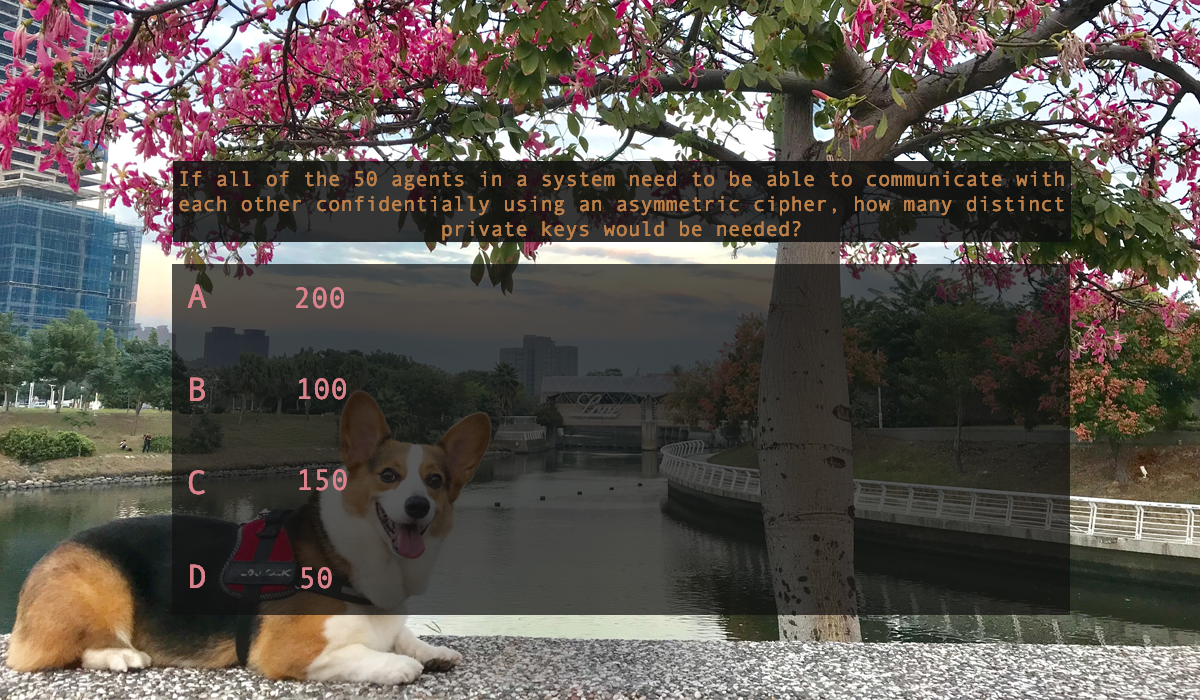 If all of the 50 agents in a system need to be able to communicate with
each other confidentially using an asymmetric cipher, how many distinct
private keys would be needed?
A 200
B 100
C 150
D 50